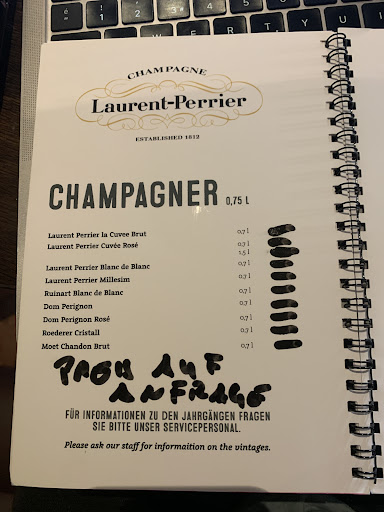 CHAMPAGNE
Laurent-Perrier
ESTABLISHED 1812
CHAMPAGNER 0,75 L
Laurent Perrier la Cuvee Brut 0,7 l
Laurent Perrier Cuvée Rosé 0,7 l
1,5 l
Laurent Perrier Blanc de Blanc 0,7 l
Laurent Perrier Millesim 0,7 l
Ruinart Blanc de Blanc 0,7 l
Dom Perignon 0,7 l
Dom Perignon Rosé 0,7 l
Roederer Cristall 0,7 l
Moet Chandon Brut 0,7 l
AUF
ANFRAGE
FÜR INFORMATIONEN ZU DEN JAHRGÄNGEN FRAGEN
SIE BITTE UNSER SERVICEPERSONAL.
Please ask our staff for informaition on the vintages.